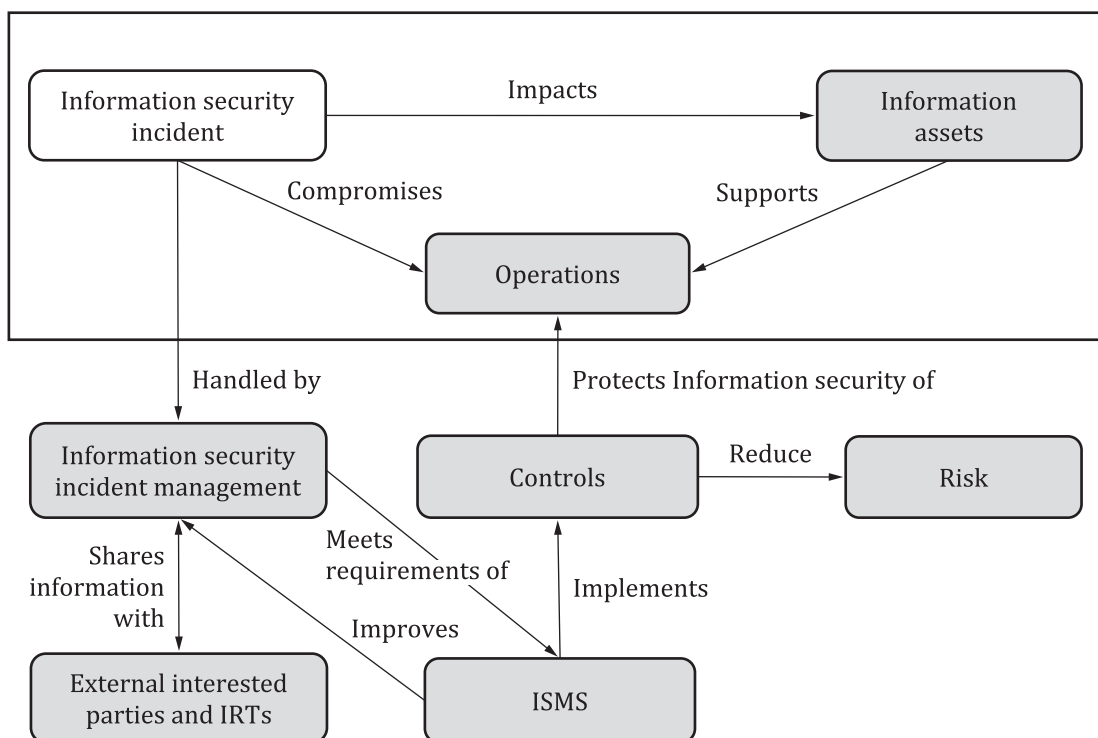 Information security
incident
Impacts
Information
assets
Compromises
Supports
Operations
Handled by
Protects Information security of
Information security
incident management
Controls
Reduce
Risk
Shares
information
with
Meets
requirements of
Implements
Improves
External interested
parties and IRTs
ISMS